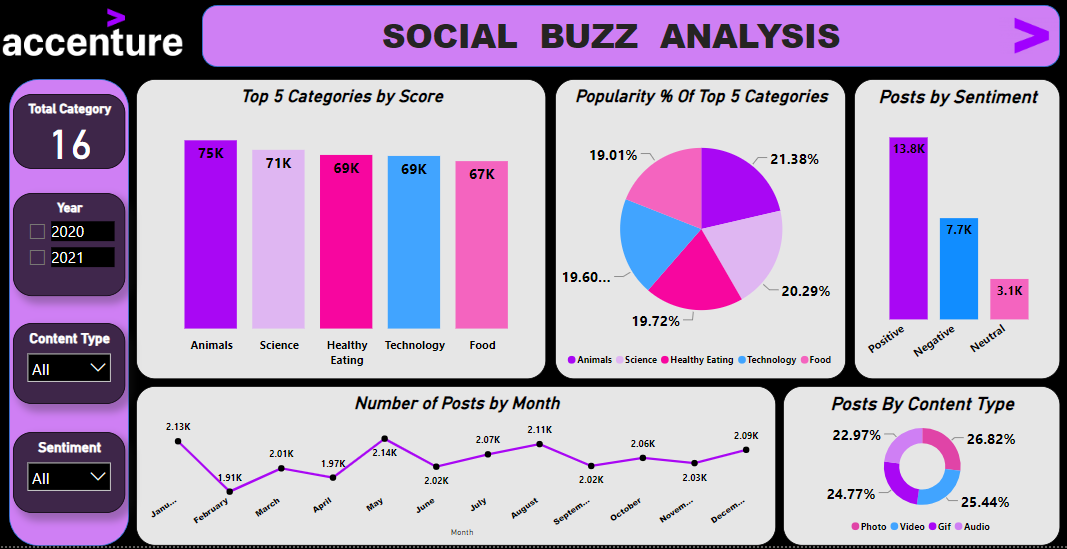 accenture
SOCIAL BUZZ ANALYSIS
Total Category
16
Year
2020
2021
Content Type
All
Sentiment
All
Top 5 Categories by Score
75K
71K
69K
69K
67K
Animals
Science
Healthy
Eating
Technology
Food
Popularity % Of Top 5 Categories
19.01%
21.38%
19.60...
20.29%
19.72%
Animals Science Healthy Eating Technology Food
Posts by Sentiment
13.8K
7.7K
3.1K
Positive
Negative
Neutral
Number of Posts by Month
2.13K
1.91K
2.01K
1.97K
2.14K
2.02K
2.07K
2.11K
2.02K
2.06K
2.03K
2.09K
Janu...
February
March
April
May
June
July
August
Septem...
October
Novem...
Decem...
Month
Posts By Content Type
22.97%
26.82%
24.77%
25.44%
Photo Video Gif Audio